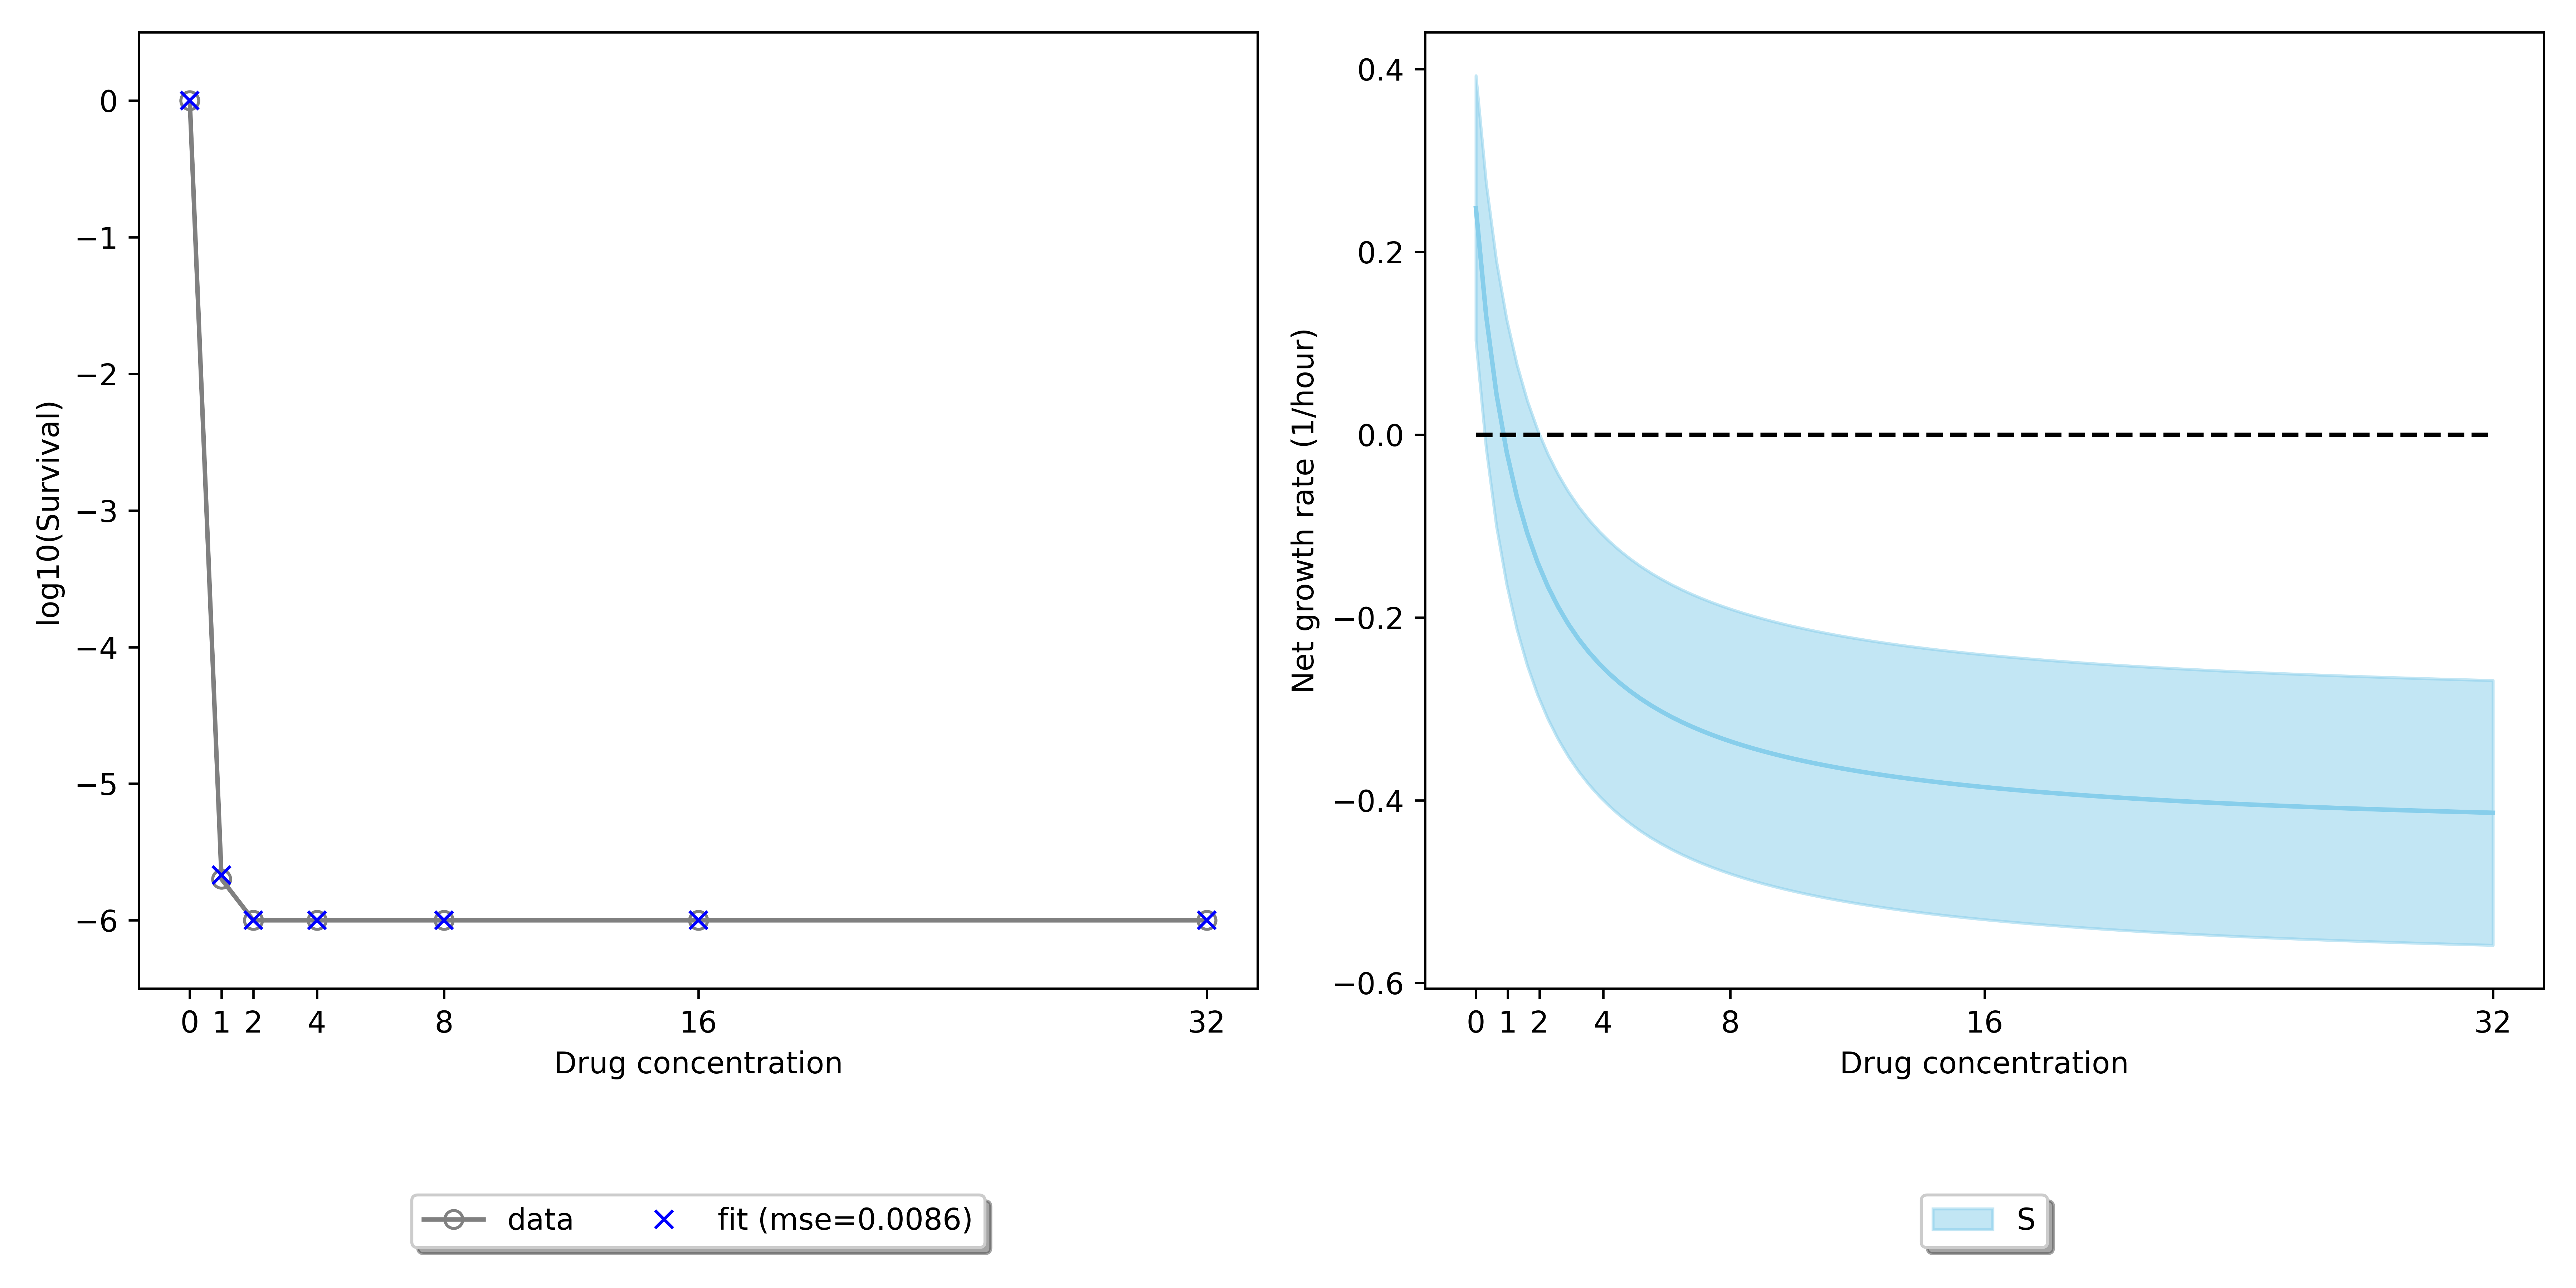 0
−1
−2
−3
−4
−5
−6
log10(Survival)
0 1 2 4 8 16 32
Drug concentration
data fit (mse=0.0086)
0.4
0.2
0.0
−0.2
−0.4
−0.6
Net growth rate (1/hour)
0 1 2 4 8 16 32
Drug concentration
S